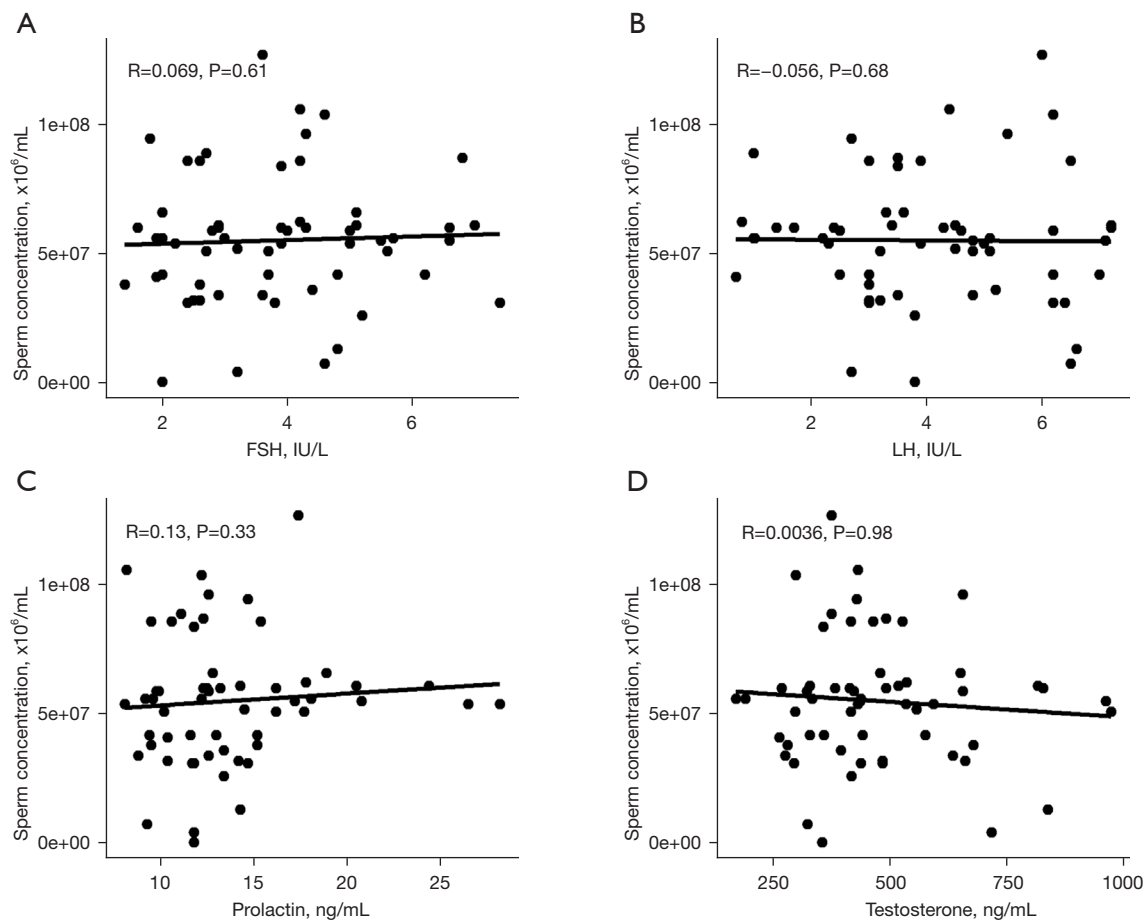 A
R=0.069, P=0.61
Sperm concentration, x10⁶/mL
1e+08
5e+07
0e+00
2 4 6
FSH, IU/L
B
R=−0.056, P=0.68
Sperm concentration, x10⁶/mL
1e+08
5e+07
0e+00
2 4 6
LH, IU/L
C
R=0.13, P=0.33
Sperm concentration, x10⁶/mL
1e+08
5e+07
0e+00
10 15 20 25
Prolactin, ng/mL
D
R=0.0036, P=0.98
Sperm concentration, x10⁶/mL
1e+08
5e+07
0e+00
250 500 750 1000
Testosterone, ng/mL